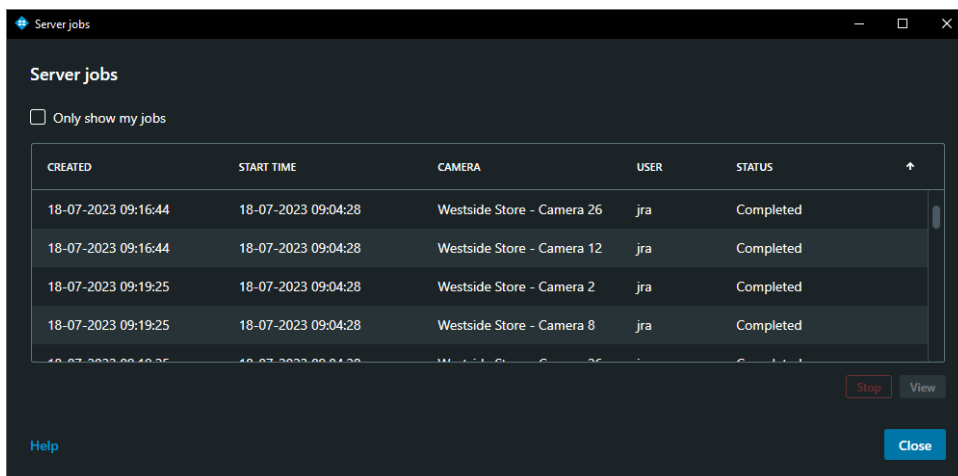 Server jobs
Server jobs
Only show my jobs
CREATED START TIME CAMERA USER STATUS
18-07-2023 09:16:44 18-07-2023 09:04:28 Westside Store - Camera 26 jra Completed
18-07-2023 09:16:44 18-07-2023 09:04:28 Westside Store - Camera 12 jra Completed
18-07-2023 09:19:25 18-07-2023 09:04:28 Westside Store - Camera 2 jra Completed
18-07-2023 09:19:25 18-07-2023 09:04:28 Westside Store - Camera 8 jra Completed
Stop View
Help Close